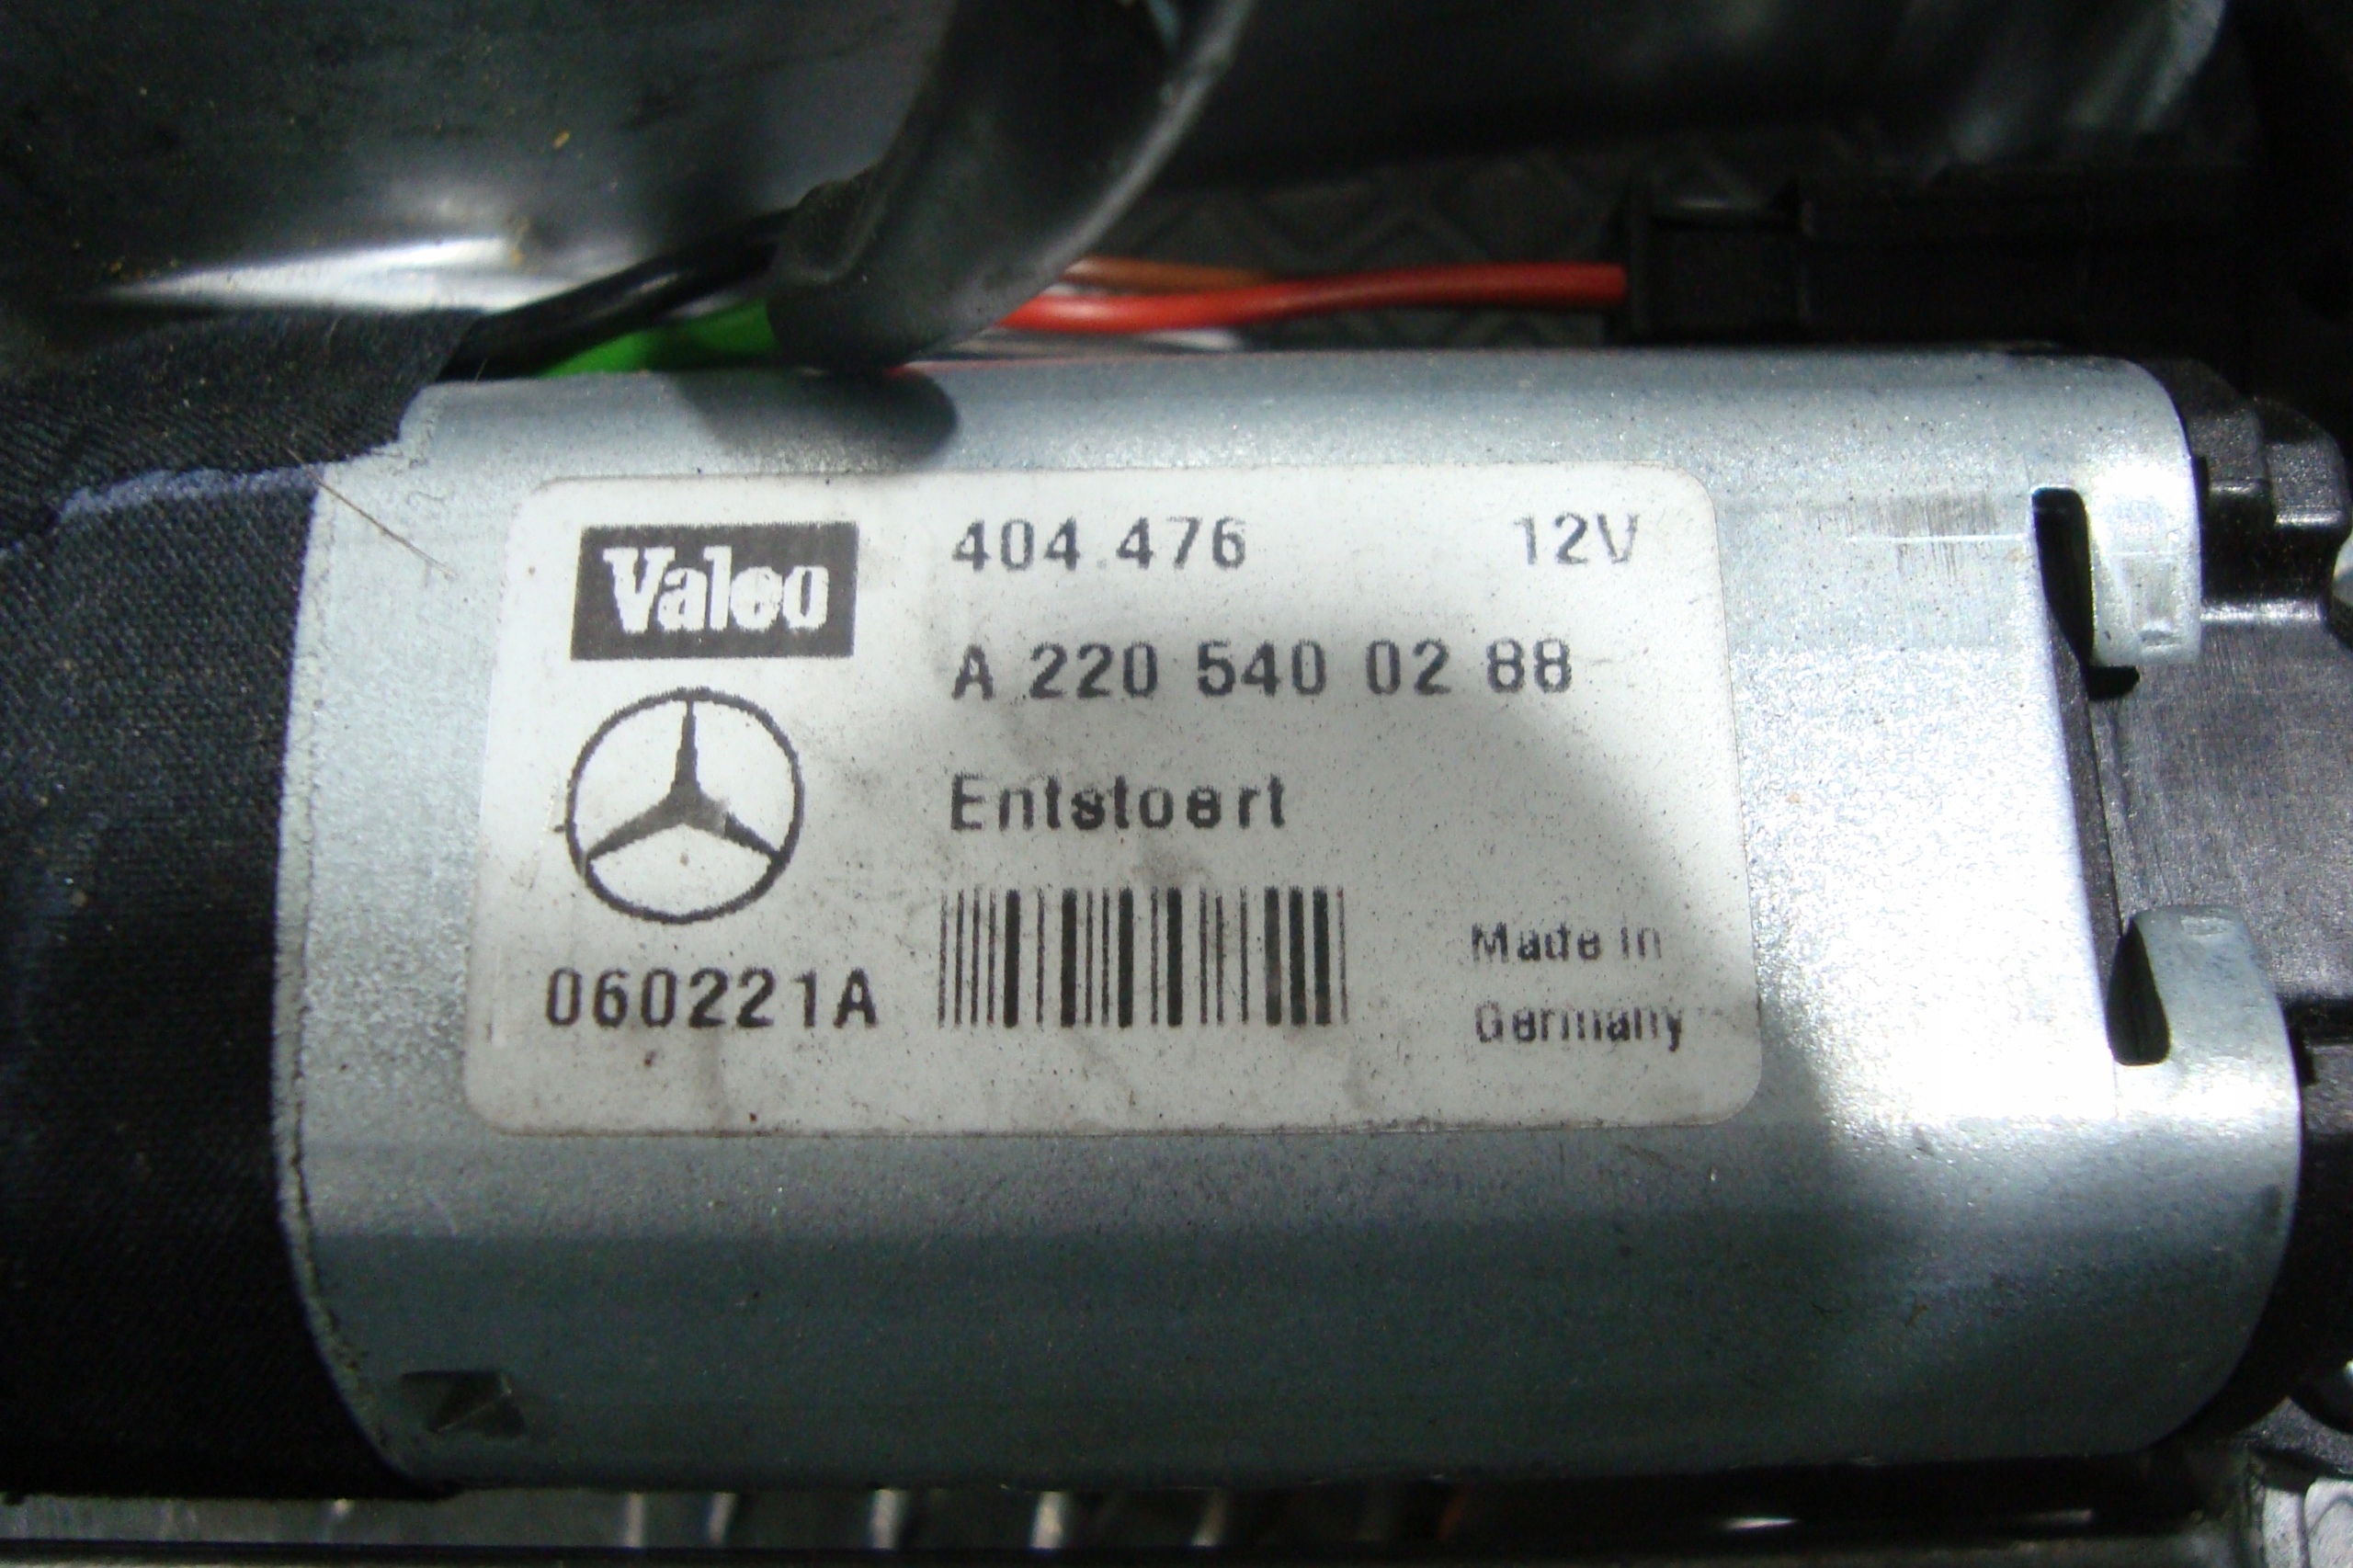 Valeo
404.476 12V
A 220 540 02 88
Entstoert
060221A
Made in
Germany